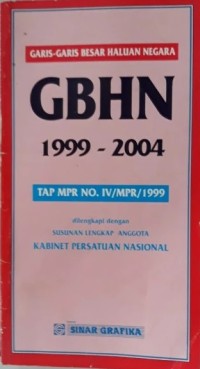 GARIS-GARIS BESAR HALUAN NEGARA
GBHN
1999 - 2004
TAP MPR NO. IV/MPR/1999
dilengkapi dengan
SUSUNAN LENGKAP ANGGOTA
KABINET PERSATUAN NASIONAL
SINAR GRAFIKA